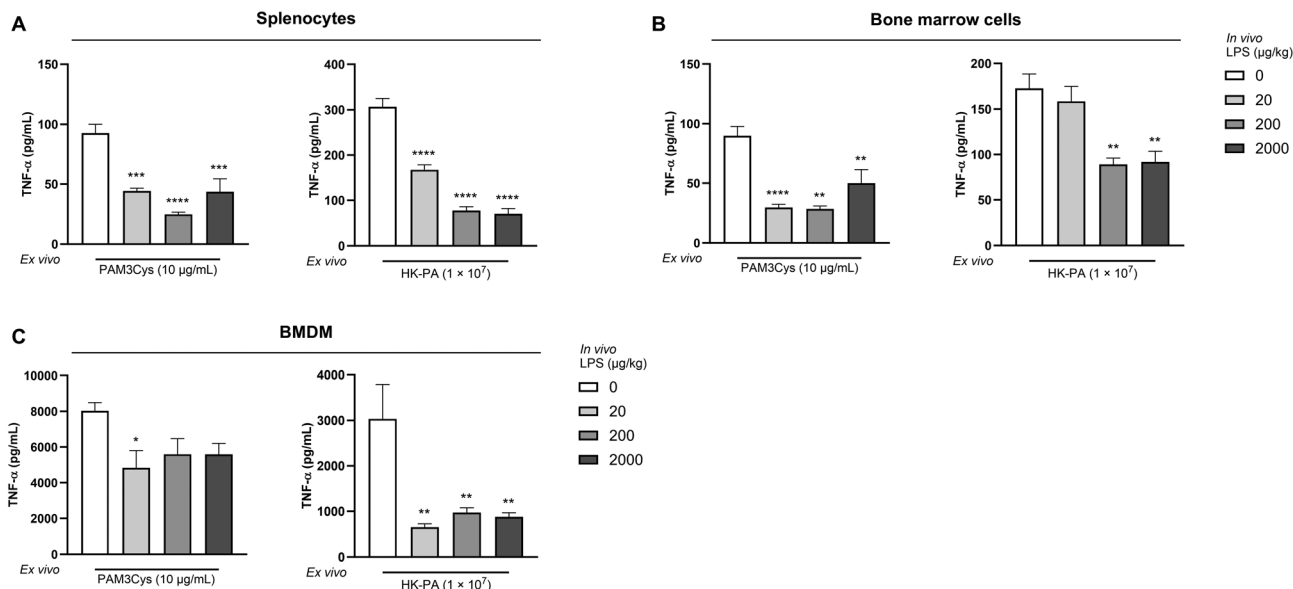 A
Splenocytes
TNF-α (pg/mL)
150
100
50
0
***
****
***
Ex vivo
PAM3Cys (10 µg/mL)
TNF-α (pg/mL)
400
300
200
100
0
****
****
****
Ex vivo
HK-PA (1 × 10⁷)
B
Bone marrow cells
TNF-α (pg/mL)
150
100
50
0
****
**
**
Ex vivo
PAM3Cys (10 µg/mL)
TNF-α (pg/mL)
200
150
100
50
0
**
**
Ex vivo
HK-PA (1 × 10⁷)
In vivo
LPS (µg/kg)
0
20
200
2000
C
BMDM
TNF-α (pg/mL)
10000
8000
6000
4000
2000
0
*
Ex vivo
PAM3Cys (10 µg/mL)
TNF-α (pg/mL)
4000
3000
2000
1000
0
**
**
**
Ex vivo
HK-PA (1 × 10⁷)
In vivo
LPS (µg/kg)
0
20
200
2000